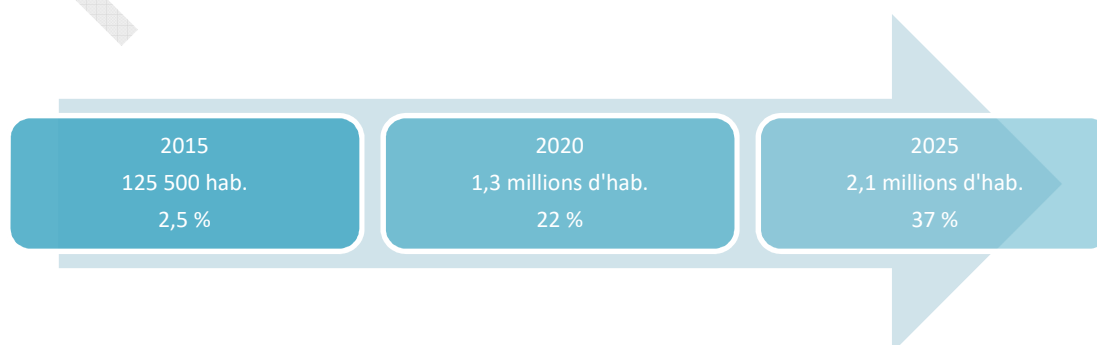 2015
125 500 hab.
2,5 %
2020
1,3 millions d'hab.
22 %
2025
2,1 millions d'hab.
37 %